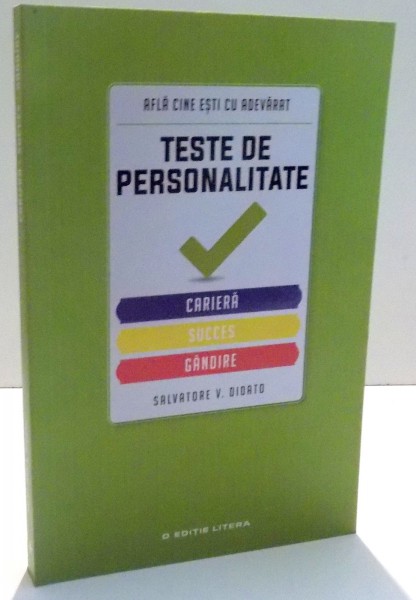 AFLĂ CINE EȘTI CU ADEVĂRAT
TESTE DE
PERSONALITATE
CARIERĂ
SUCCES
GÂNDIRE
SALVATORE V. DIDATO
O EDIȚIE LITERA